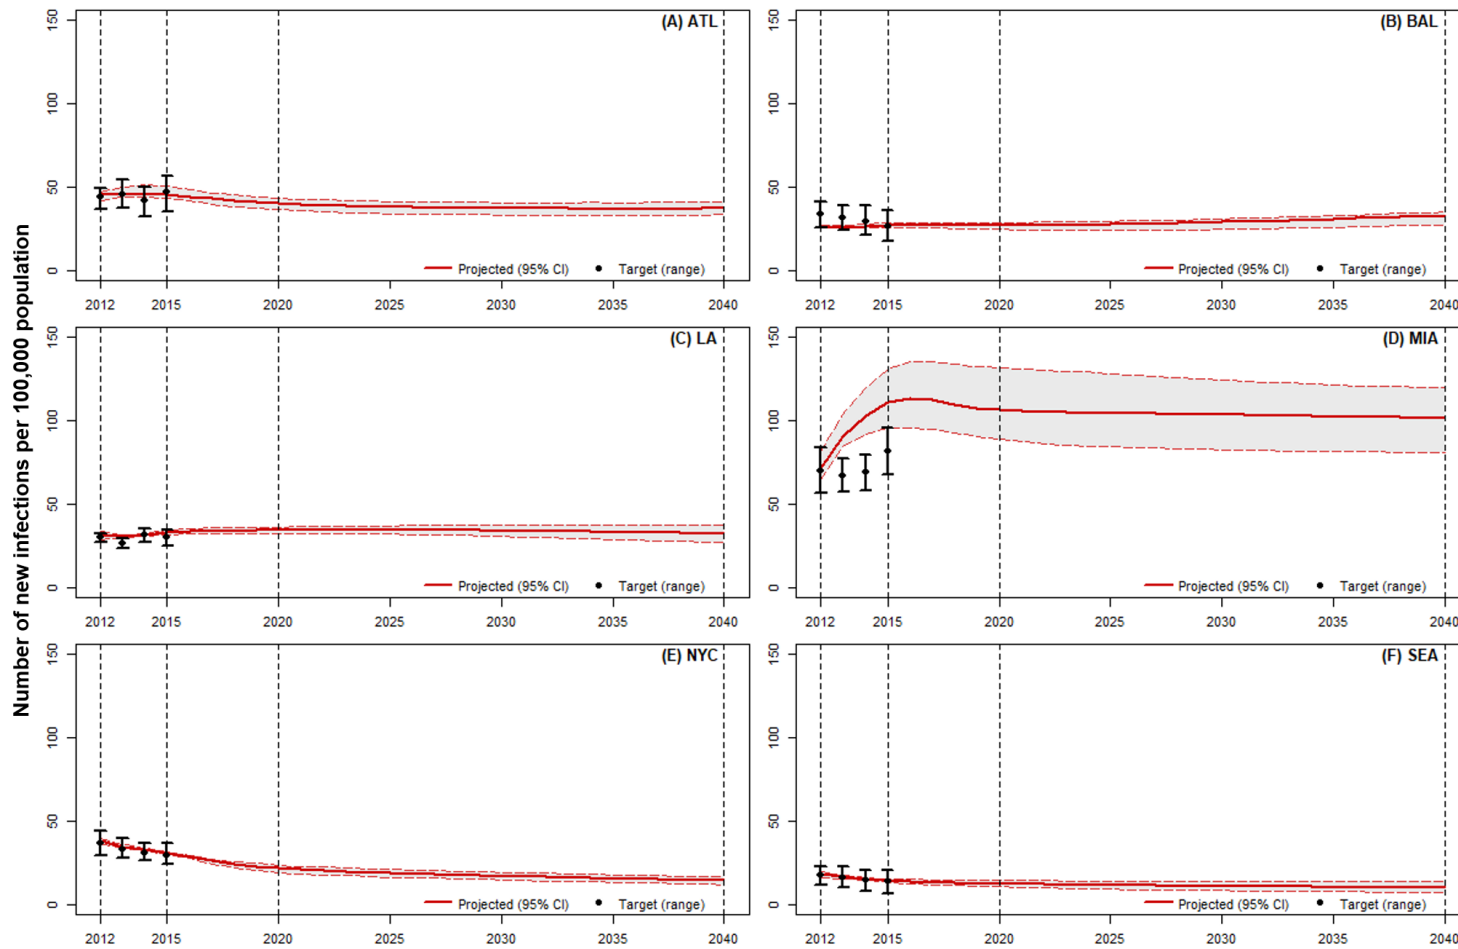 Number of new infections per 100,000 population
(A) ATL
150
100
50
0
Projected (95% CI) Target (range)
2012 2015 2020 2025 2030 2035 2040
(B) BAL
150
100
50
0
Projected (95% CI) Target (range)
2012 2015 2020 2025 2030 2035 2040
(C) LA
150
100
50
0
Projected (95% CI) Target (range)
2012 2015 2020 2025 2030 2035 2040
(D) MIA
150
100
50
0
Projected (95% CI) Target (range)
2012 2015 2020 2025 2030 2035 2040
(E) NYC
150
100
50
0
Projected (95% CI) Target (range)
2012 2015 2020 2025 2030 2035 2040
(F) SEA
150
100
50
0
Projected (95% CI) Target (range)
2012 2015 2020 2025 2030 2035 2040